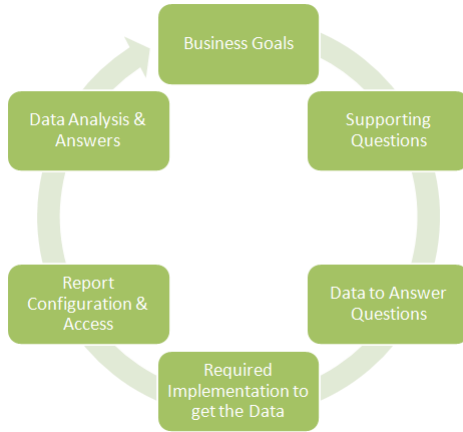 Business Goals
Supporting
Questions
Data to Answer
Questions
Required
Implementation to
get the Data
Report
Configuration &
Access
Data Analysis &
Answers